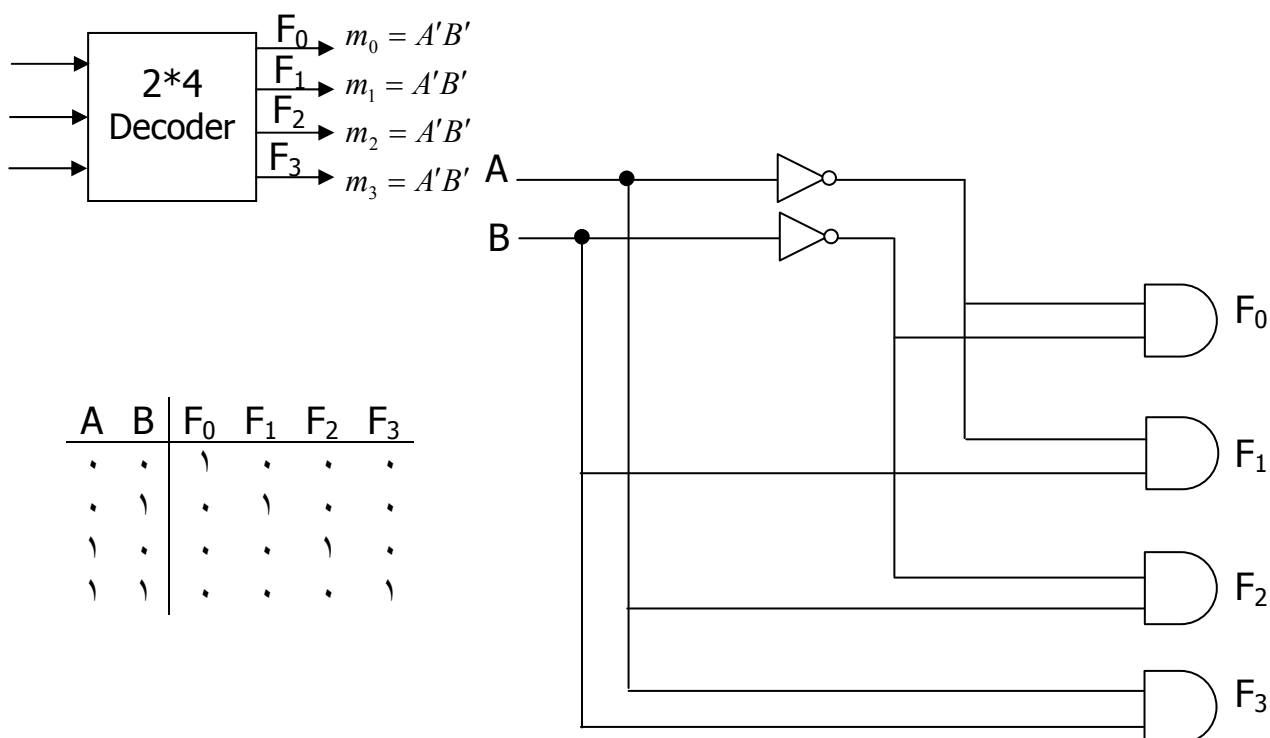 2*4
Decoder
F₀ m₀ = A′B′
F₁ m₁ = A′B′
F₂ m₂ = A′B′
F₃ m₃ = A′B′
A
B
F₀
F₁
F₂
F₃
A B F₀ F₁ F₂ F₃
٠ ٠ ١ ٠ ٠ ٠
٠ ١ ٠ ١ ٠ ٠
١ ٠ ٠ ٠ ١ ٠
١ ١ ٠ ٠ ٠ ١